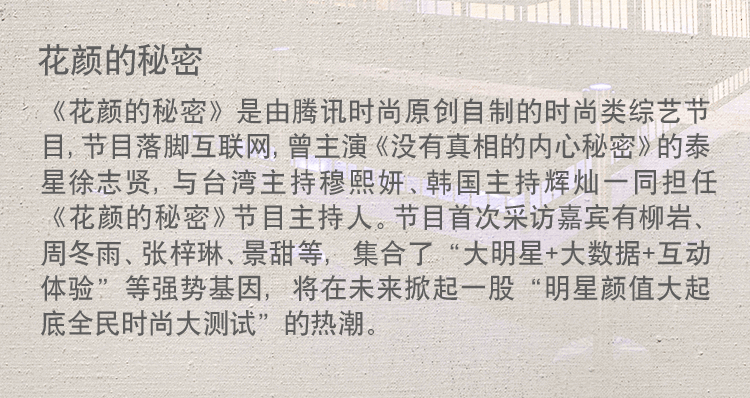 花颜的秘密
《花颜的秘密》是由腾讯时尚原创自制的时尚类综艺节
目,节目落脚互联网,曾主演《没有真相的内心秘密》的泰
星徐志贤,与台湾主持穆熙妍、韩国主持辉灿一同担任
《花颜的秘密》节目主持人。节目首次采访嘉宾有柳岩、
周冬雨、张梓琳、景甜等,集合了“大明星+大数据+互动
体验”等强势基因,将在未来掀起一股“明星颜值大起
底全民时尚大测试”的热潮。